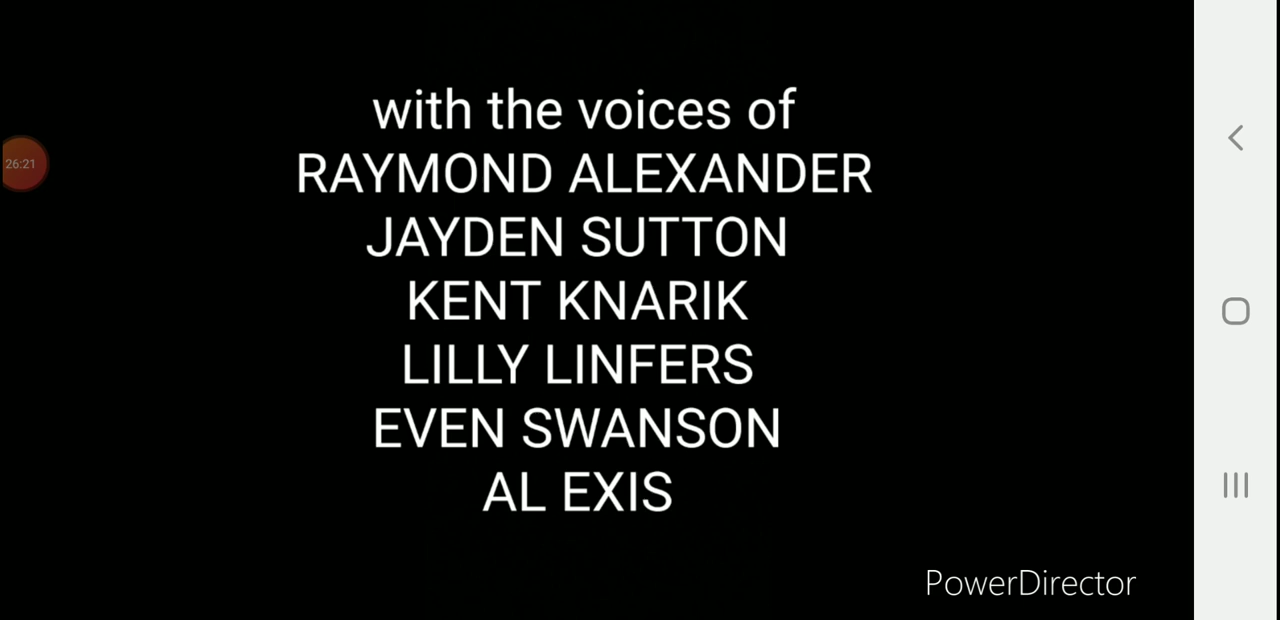 with the voices of
RAYMOND ALEXANDER
26:21
JAYDEN SUTTON
KENT KNARIK
LILLY LINFERS
EVEN SWANSON
AL EXIS
PowerDirector